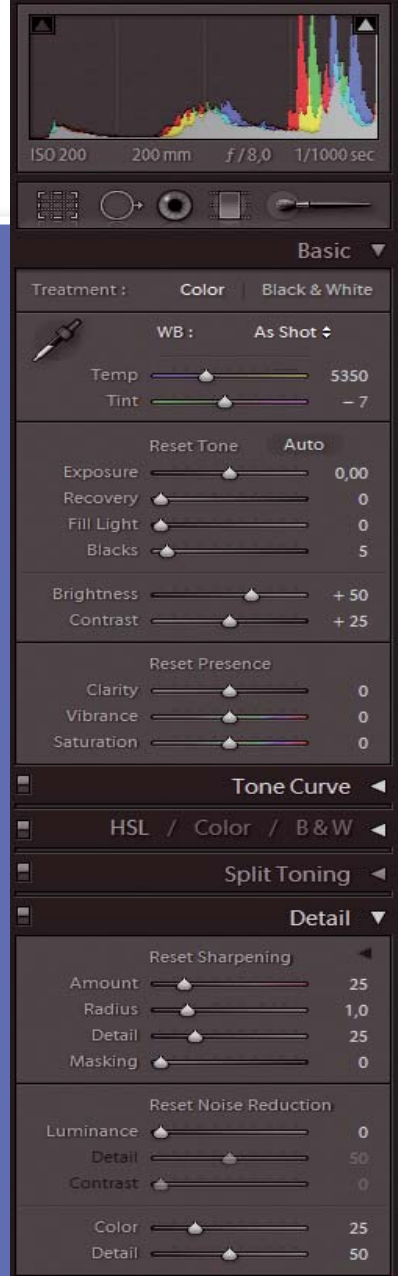 ISO 200 200 mm f / 8,0 1/1000 sec
Basic
Treatment : Color Black & White
WB : As Shot
Temp 5350
Tint – 7
Reset Tone Auto
Exposure 0,00
Recovery 0
Fill Light 0
Blacks 5
Brightness + 50
Contrast + 25
Reset Presence
Clarity 0
Vibrance 0
Saturation 0
Tone Curve
HSL / Color / B & W
Split Toning
Detail
Reset Sharpening
Amount 25
Radius 1,0
Detail 25
Masking 0
Reset Noise Reduction
Luminance 0
Detail 50
Contrast 0
Color 25
Detail 50